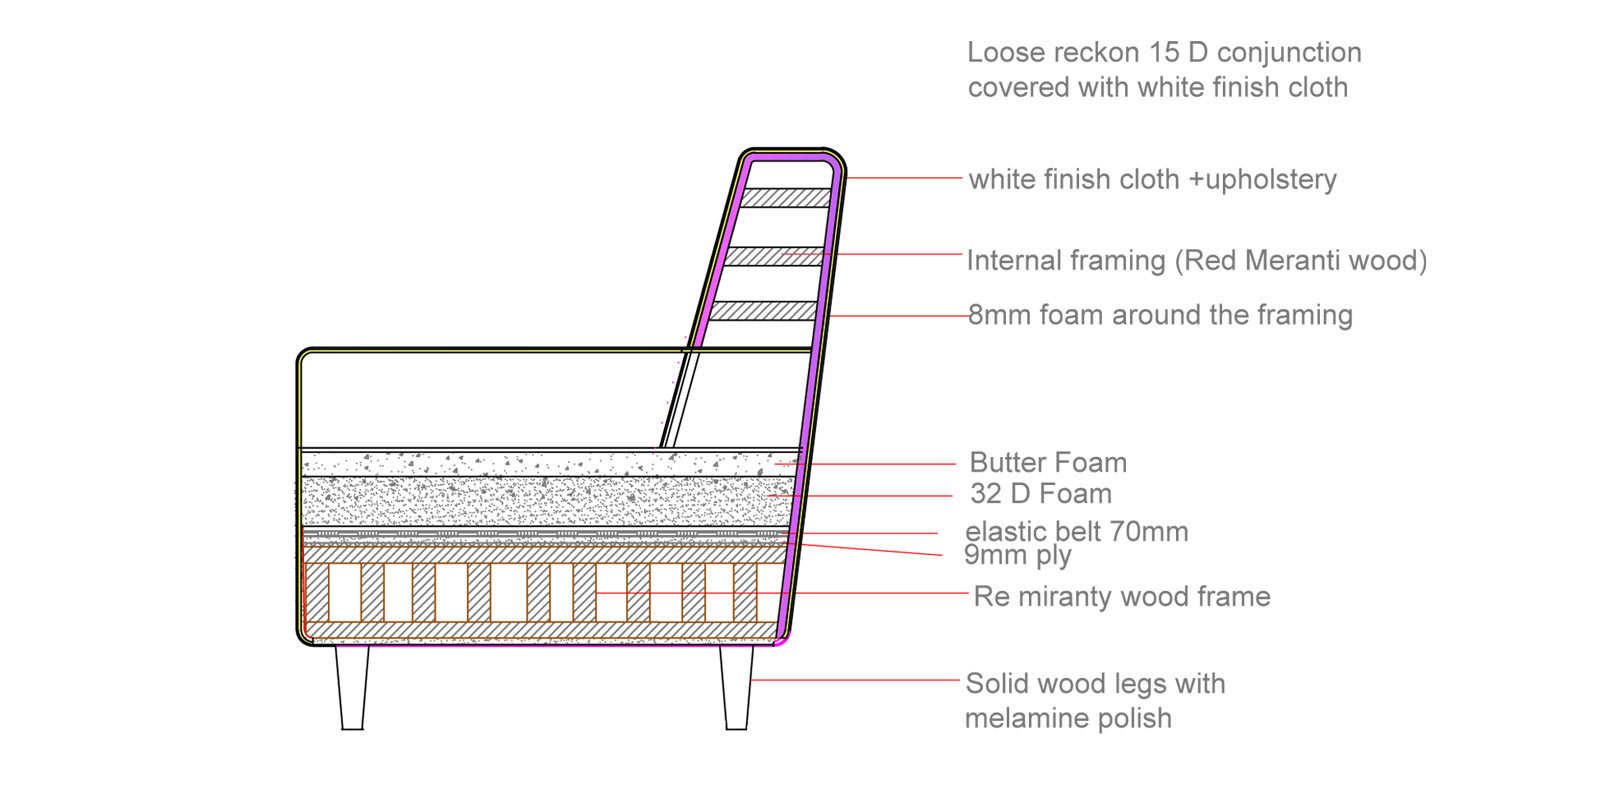 Loose reckon 15 D conjunction
covered with white finish cloth
white finish cloth +upholstery
Internal framing (Red Meranti wood)
8mm foam around the framing
Butter Foam
32 D Foam
elastic belt 70mm
9mm ply
Re miranty wood frame
Solid wood legs with
melamine polish